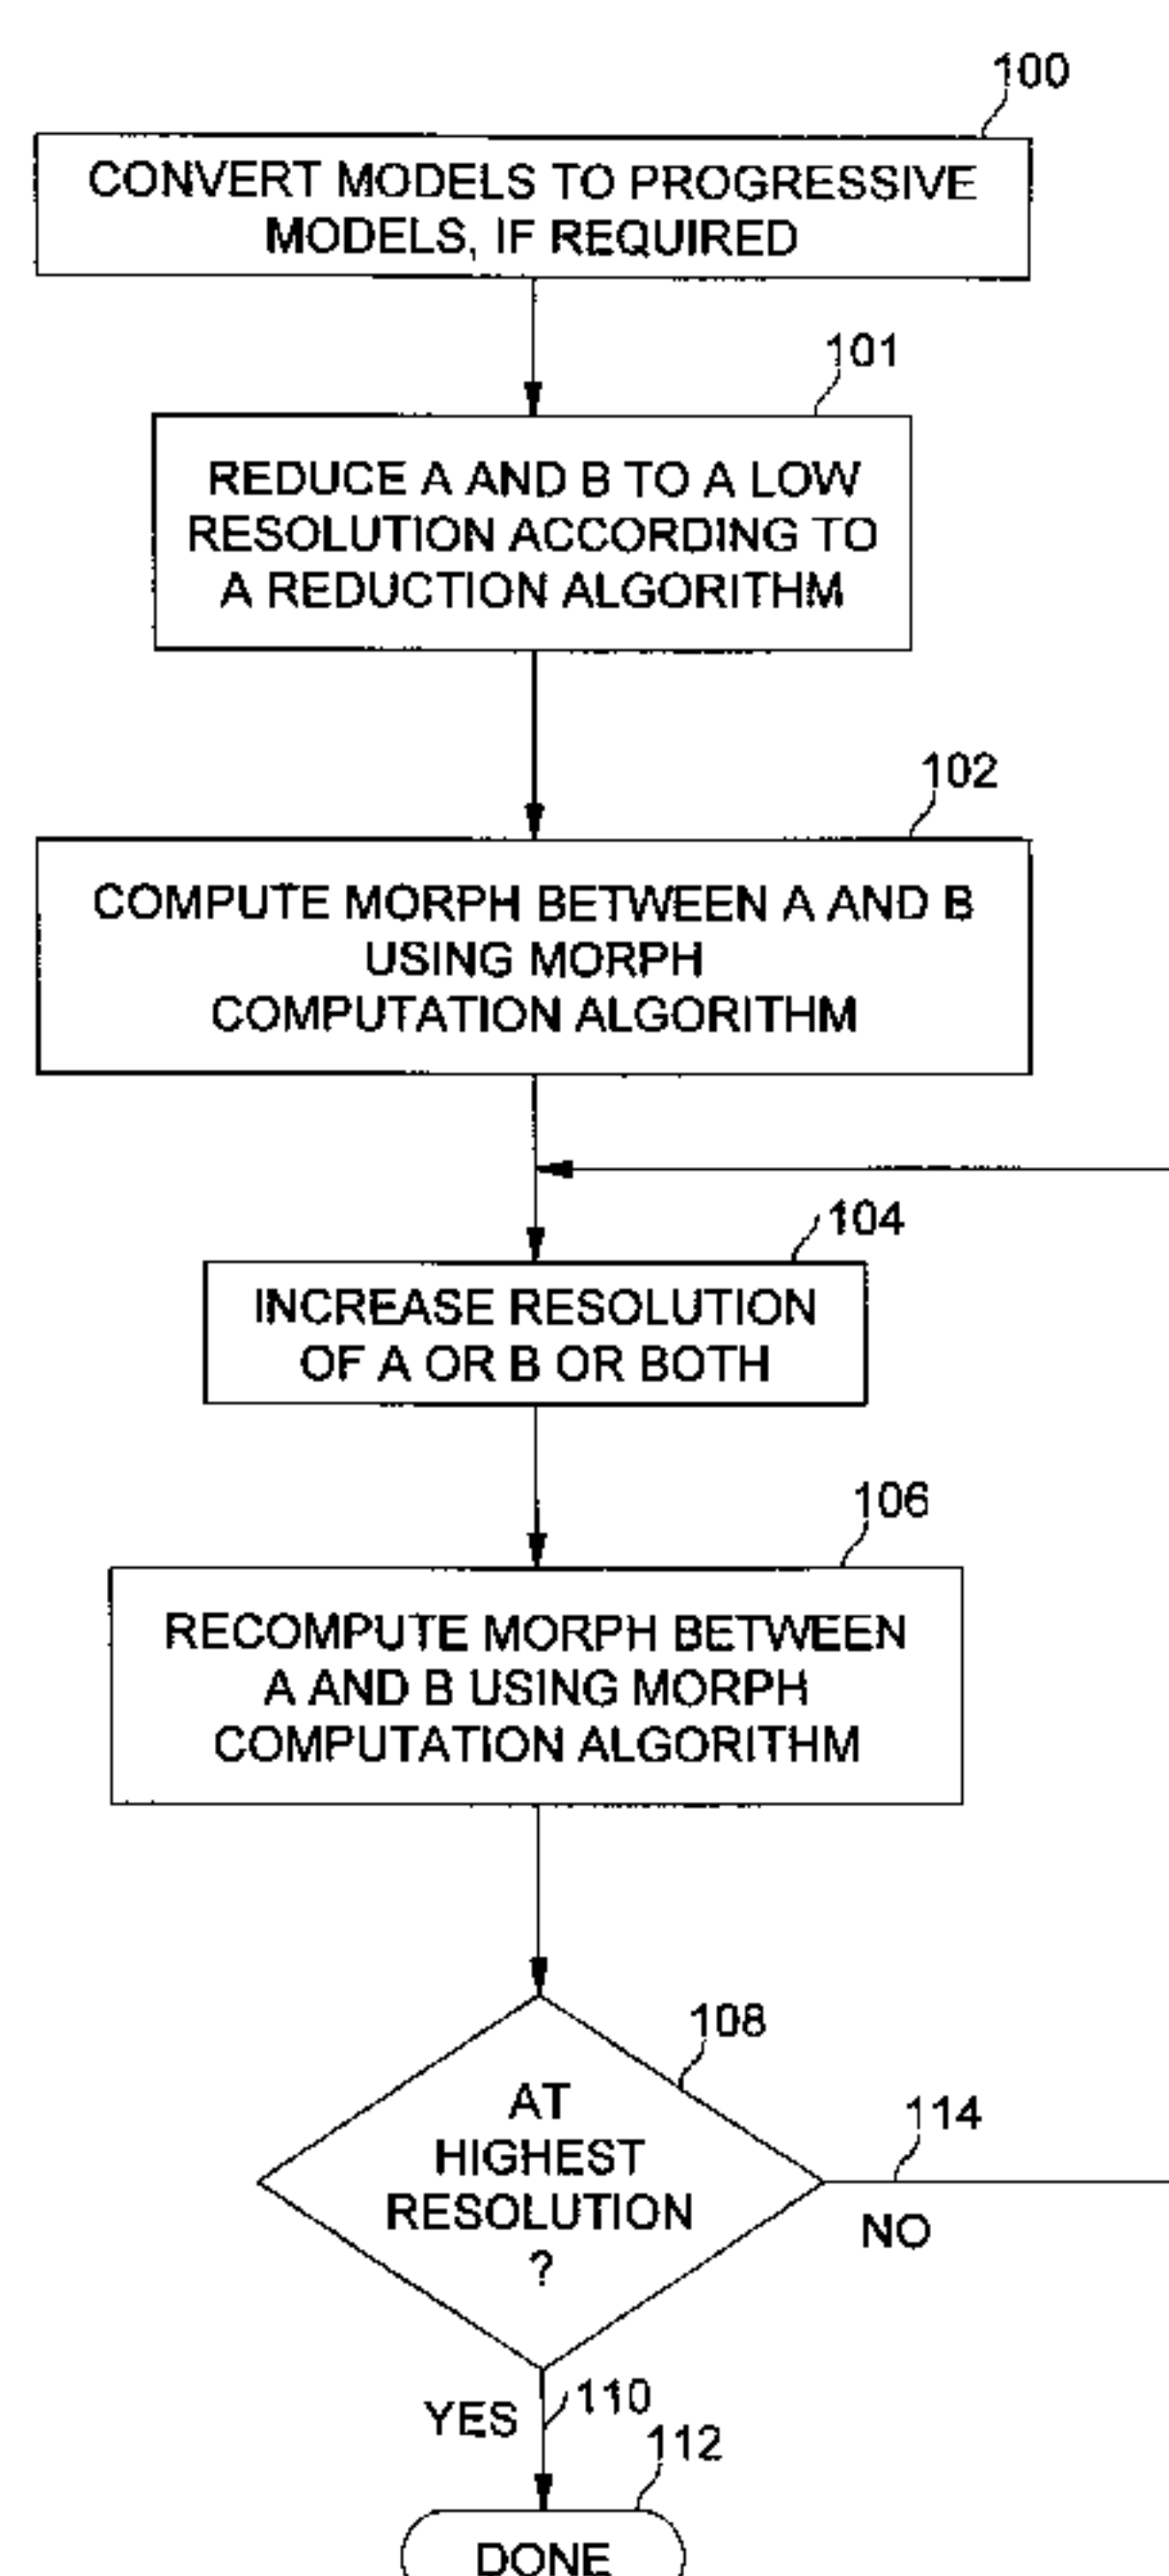 100
CONVERT MODELS TO PROGRESSIVE
MODELS, IF REQUIRED
101
REDUCE A AND B TO A LOW
RESOLUTION ACCORDING TO
A REDUCTION ALGORITHM
102
COMPUTE MORPH BETWEEN A AND B
USING MORPH
COMPUTATION ALGORITHM
104
INCREASE RESOLUTION
OF A OR B OR BOTH
106
RECOMPUTE MORPH BETWEEN
A AND B USING MORPH
COMPUTATION ALGORITHM
108
AT
HIGHEST
RESOLUTION
?
114
NO
YES
110
112
DONE